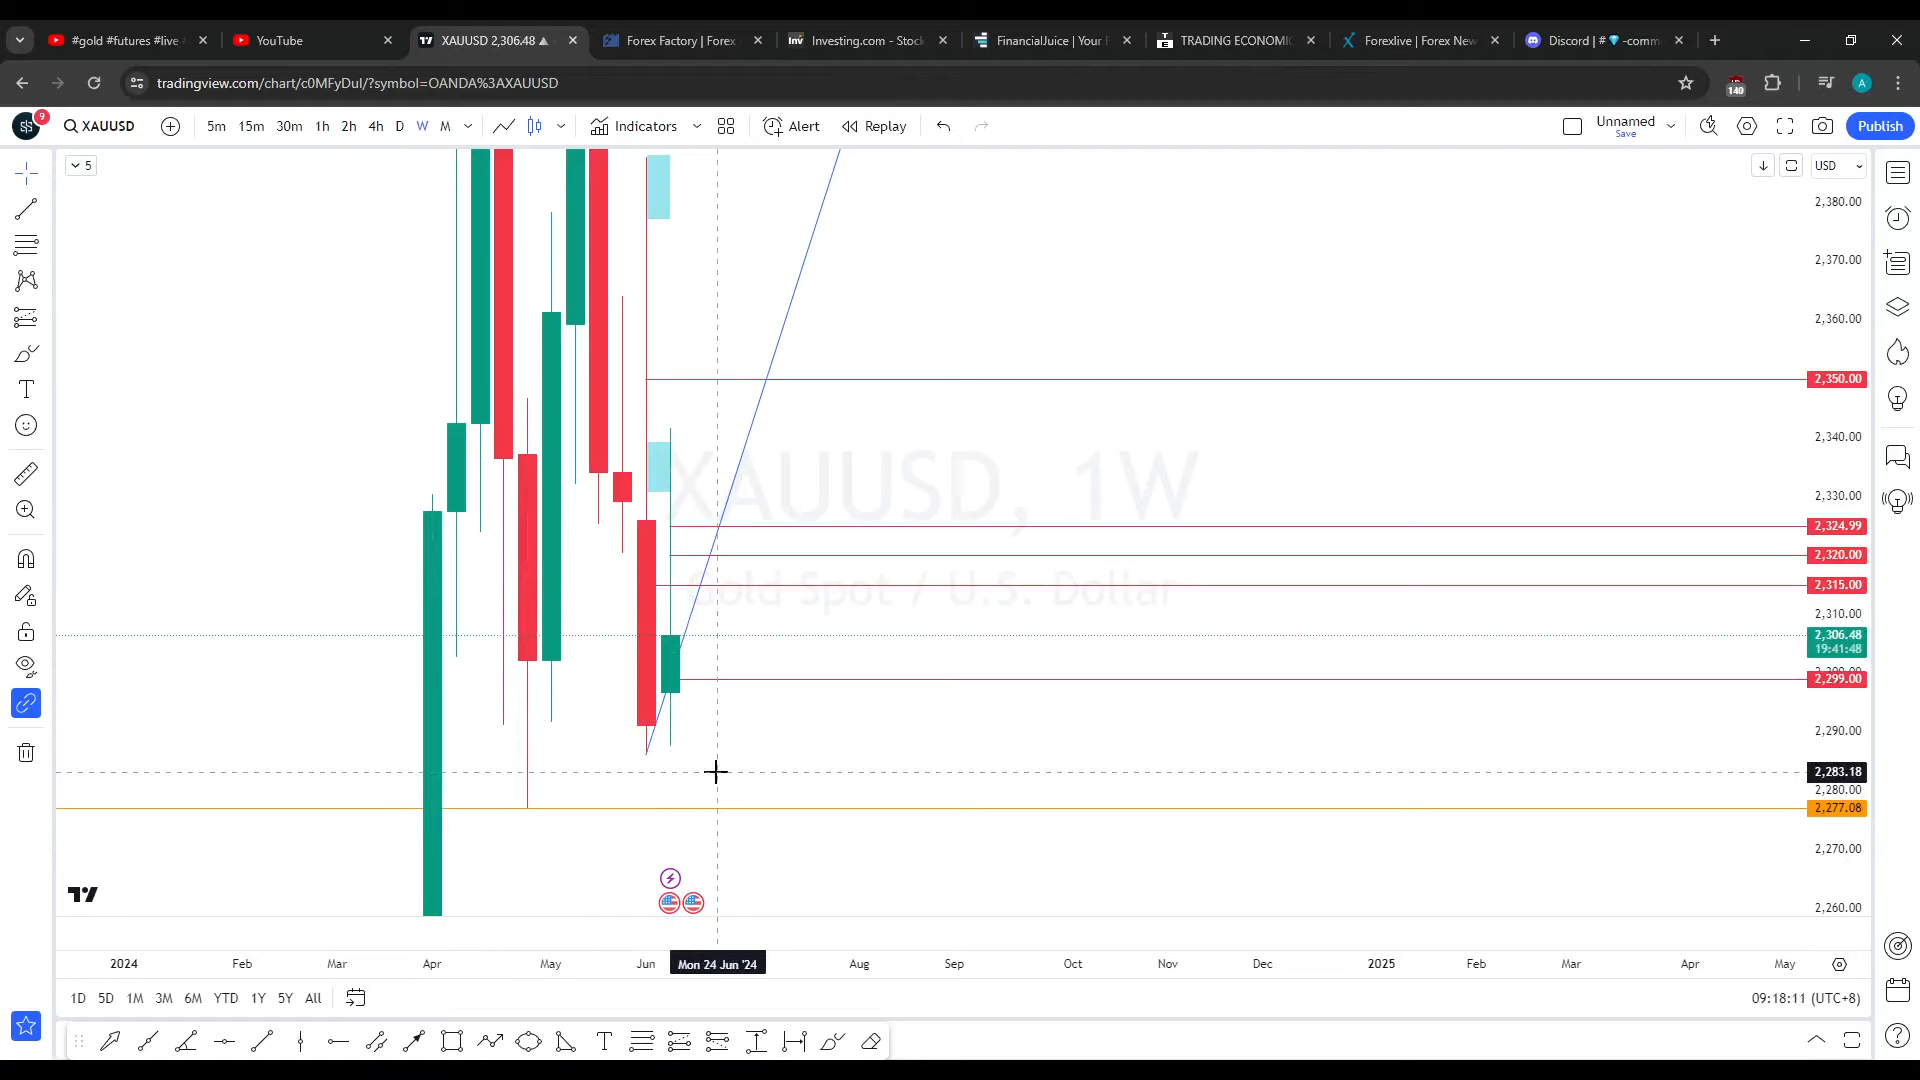 #gold #futures #live
YouTube
XAUUSD 2,306.48 ▲
Forex Factory | Forex
Investing.com - Stock
FinancialJuice | Your F
TRADING ECONOMI
Forexlive | Forex New
Discord | #💎-comm
tradingview.com/chart/c0MFyDuI/?symbol=OANDA%3AXAUUSD
140
A
9
XAUUSD
5m 15m 30m 1h 2h 4h D W M
Indicators
Alert
Replay
Unnamed
Save
Publish
5
USD
2,380.00
2,370.00
2,360.00
2,350.00
2,340.00
2,330.00
2,324.99
2,320.00
2,315.00
2,310.00
2,306.48
19:41:48
2,299.00
2,290.00
2,283.18
2,280.00
2,277.08
2,270.00
2,260.00
XAUUSD, 1W
Gold Spot / U.S. Dollar
2024 Feb Mar Apr May Jun Mon 24 Jun '24 Aug Sep Oct Nov Dec 2025 Feb Mar Apr May
1D 5D 1M 3M 6M YTD 1Y 5Y All
09:18:11 (UTC+8)